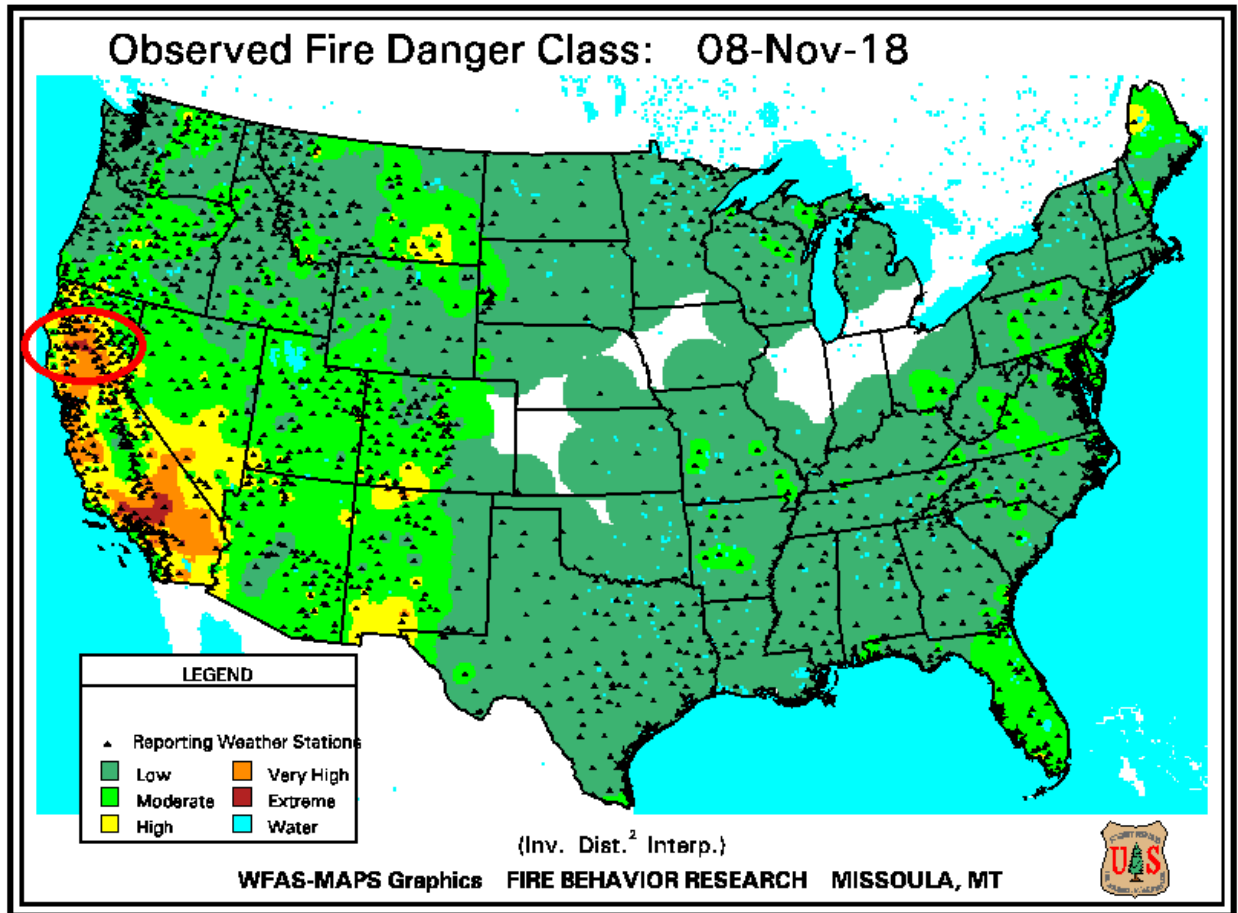 Observed Fire Danger Class: 08-Nov-18
LEGEND
Reporting Weather Stations
Low
Very High
Moderate
Extreme
High
Water
(Inv. Dist.² Interp.)
WFAS-MAPS Graphics FIRE BEHAVIOR RESEARCH MISSOULA, MT
US